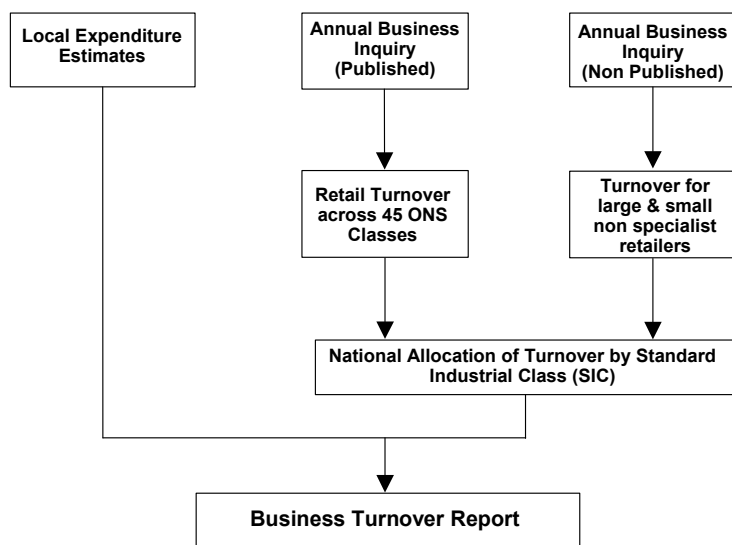 Local Expenditure
Estimates
Annual Business
Inquiry
(Published)
Annual Business
Inquiry
(Non Published)
Retail Turnover
across 45 ONS
Classes
Turnover for
large & small
non specialist
retailers
National Allocation of Turnover by Standard
Industrial Class (SIC)
Business Turnover Report